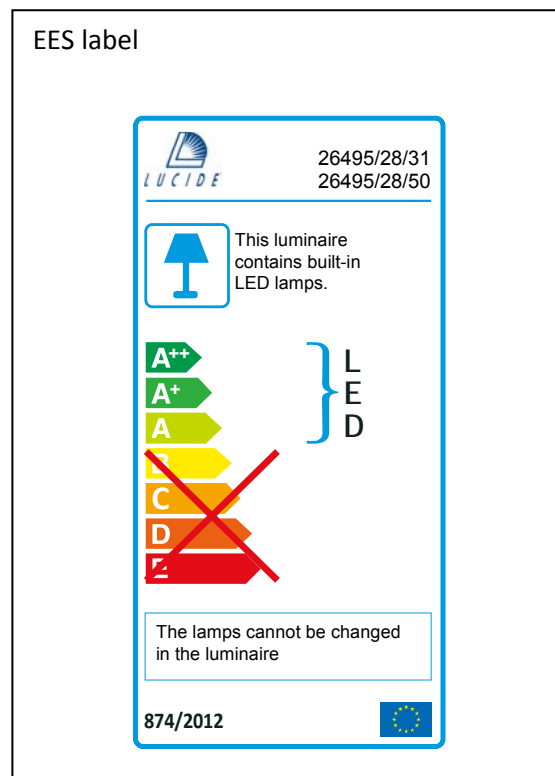 EES label
LUCIDE
26495/28/31
26495/28/50
This luminaire
contains built-in
LED lamps.
A++
A+
A
B
C
D
E
L
E
D
The lamps cannot be changed
in the luminaire
874/2012